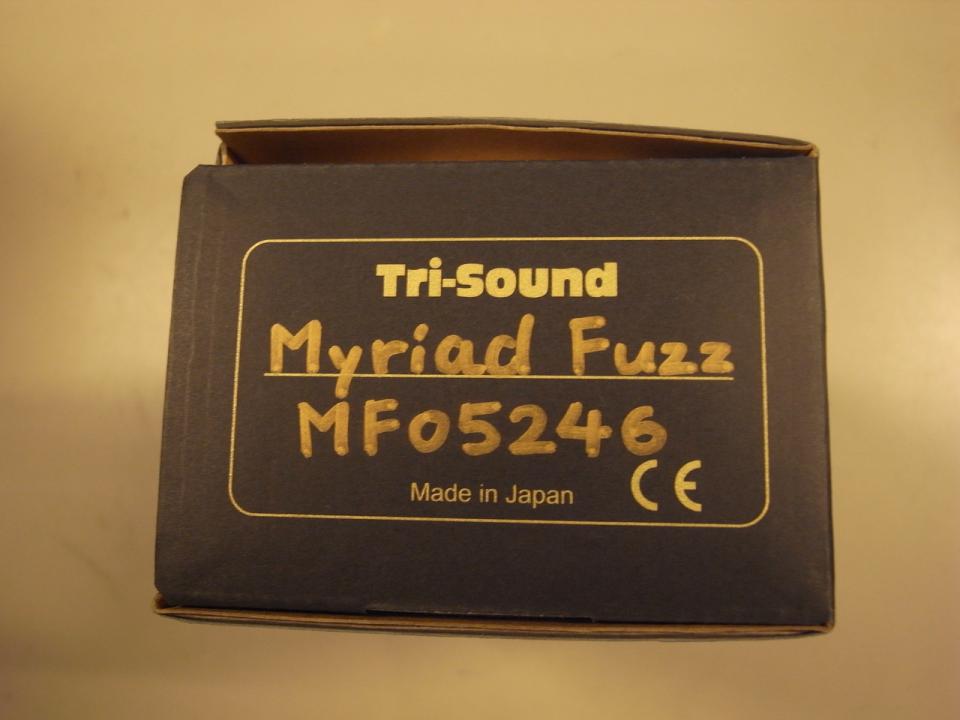 Tri-Sound
Myriad Fuzz
MF05246
Made in Japan CE